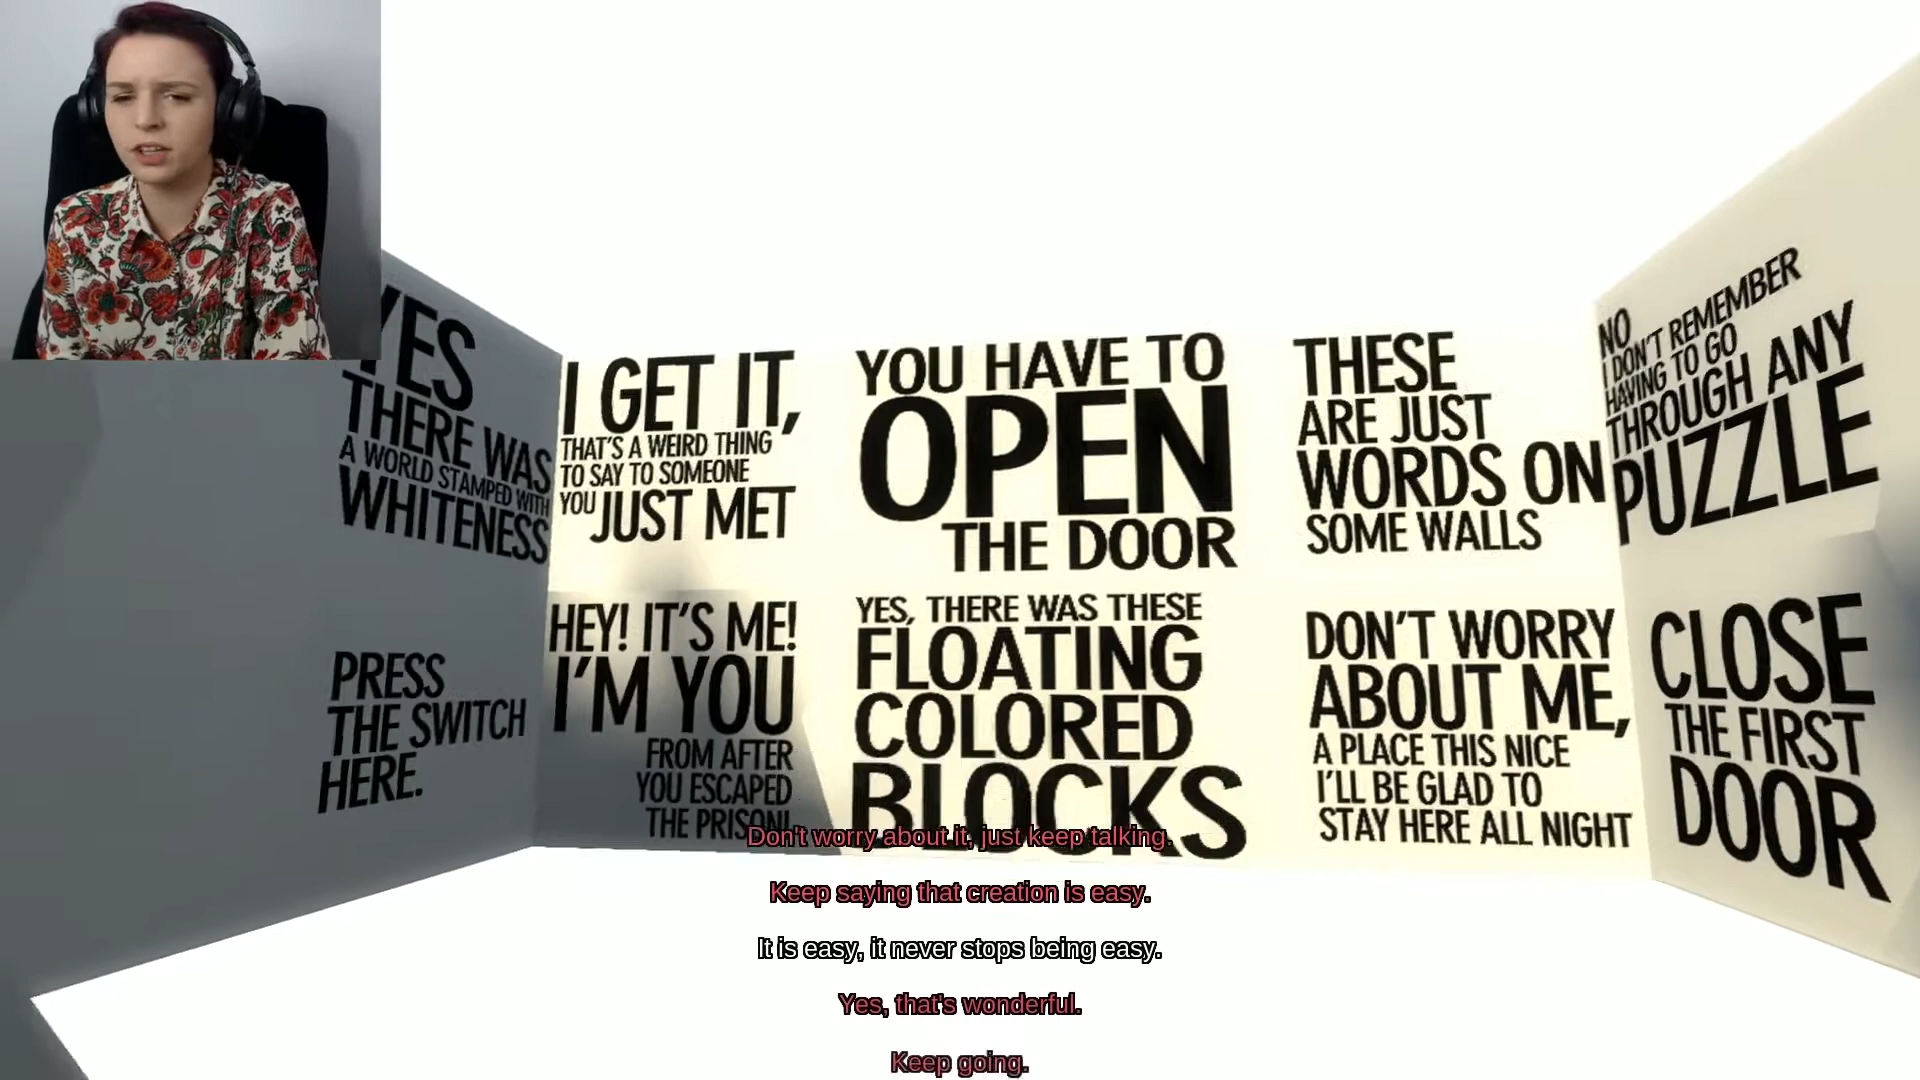 YES
THERE WAS
A WORLD STAMPED WITH
WHITENESS
PRESS
THE SWITCH
HERE.
I GET IT,
THAT'S A WEIRD THING
TO SAY TO SOMEONE
YOU JUST MET
HEY! IT'S ME!
I'M YOU
FROM AFTER
YOU ESCAPED
THE PRISON!
YOU HAVE TO
OPEN
THE DOOR
YES, THERE WAS THESE
FLOATING
COLORED
BLOCKS
THESE
ARE JUST
WORDS ON
SOME WALLS
DON'T WORRY
ABOUT ME,
A PLACE THIS NICE
I'LL BE GLAD TO
STAY HERE ALL NIGHT
NO
I DON'T REMEMBER
HAVING TO GO
THROUGH ANY
PUZZLE
CLOSE
THE FIRST
DOOR
Don't worry about it, just keep talking.
Keep saying that creation is easy.
It is easy, it never stops being easy.
Yes, that's wonderful.
Keep going.